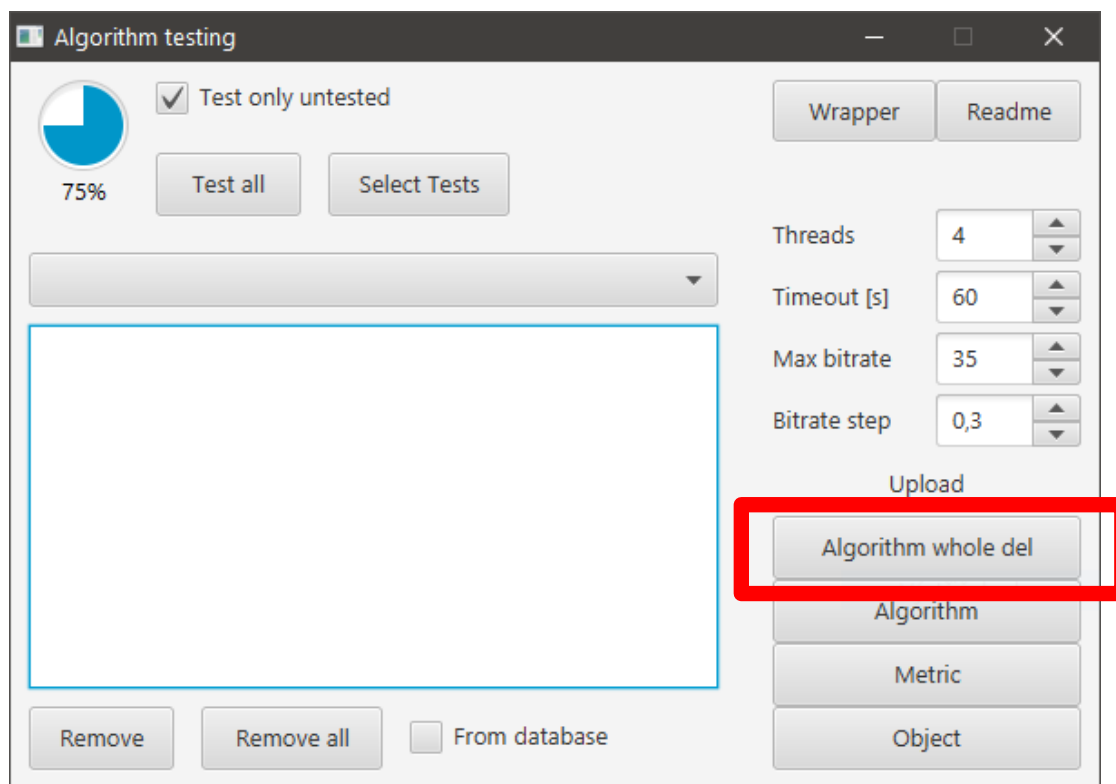 Algorithm testing
Test only untested
Wrapper
Readme
75%
Test all
Select Tests
Threads
4
Timeout [s]
60
Max bitrate
35
Bitrate step
0,3
Upload
Algorithm whole del
Algorithm
Metric
Object
Remove
Remove all
From database